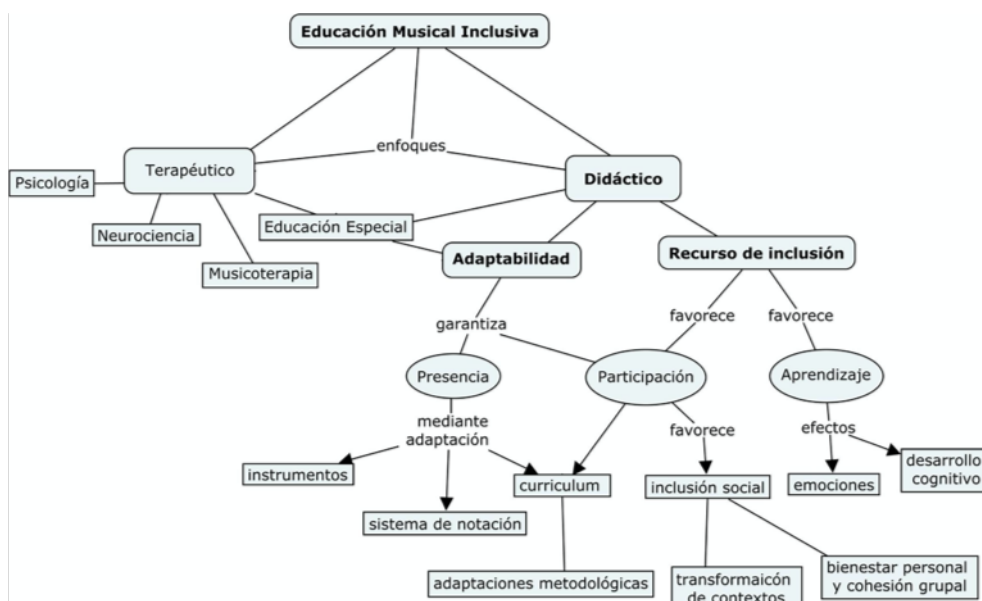 Educación Musical Inclusiva
enfoques
Terapéutico
Didáctico
Psicología
Neurociencia
Educación Especial
Musicoterapia
Adaptabilidad
Recurso de inclusión
garantiza
favorece
favorece
Presencia
Participación
Aprendizaje
mediante
adaptación
favorece
efectos
instrumentos
curriculum
inclusión social
emociones
desarrollo
cognitivo
sistema de notación
adaptaciones metodológicas
transformaicón
de contextos
bienestar personal
y cohesión grupal